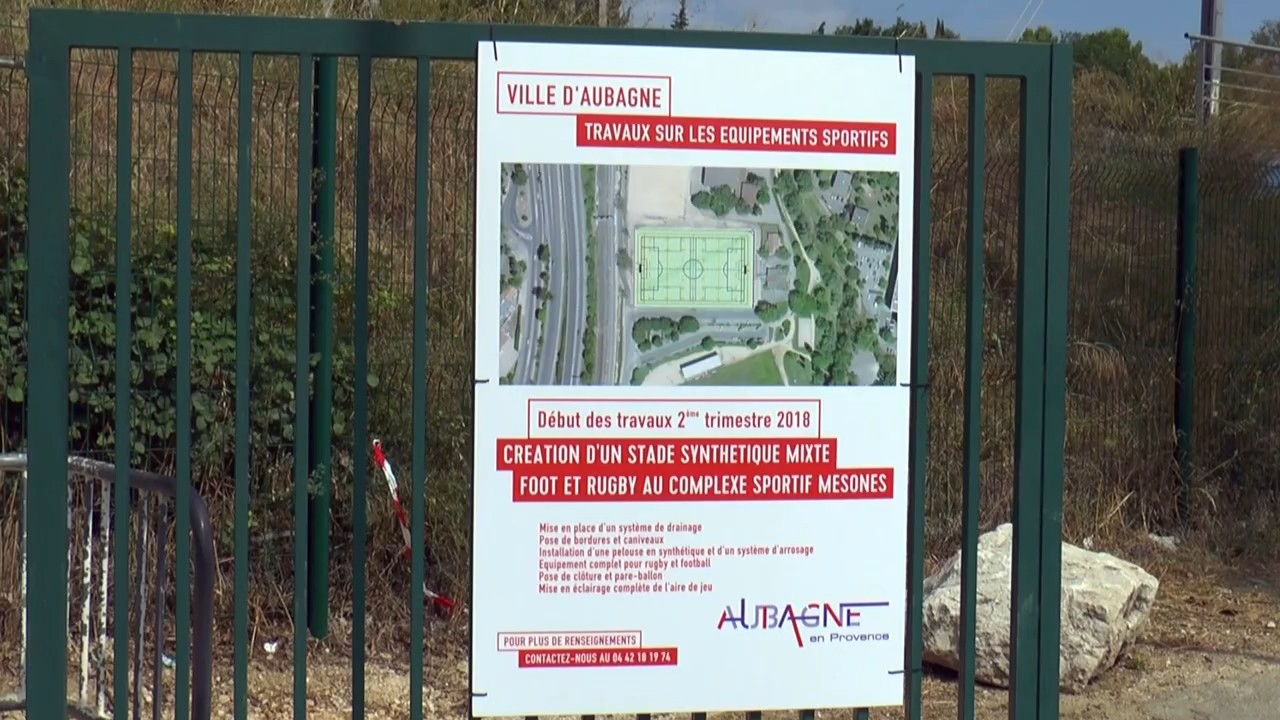 VILLE D'AUBAGNE
TRAVAUX SUR LES EQUIPEMENTS SPORTIFS
Début des travaux 2ème trimestre 2018
CREATION D'UN STADE SYNTHETIQUE MIXTE
FOOT ET RUGBY AU COMPLEXE SPORTIF MESONES
Mise en place d'un système de drainage
Pose de bordures et caniveaux
Installation d'une pelouse en synthétique et d'un système d'arrosage
Equipement complet pour rugby et football
Pose de clôture et pare-ballon
Mise en éclairage complète de l'aire de jeu
AUBAGNE
en Provence
POUR PLUS DE RENSEIGNEMENTS
CONTACTEZ-NOUS AU 04 42 18 19 74